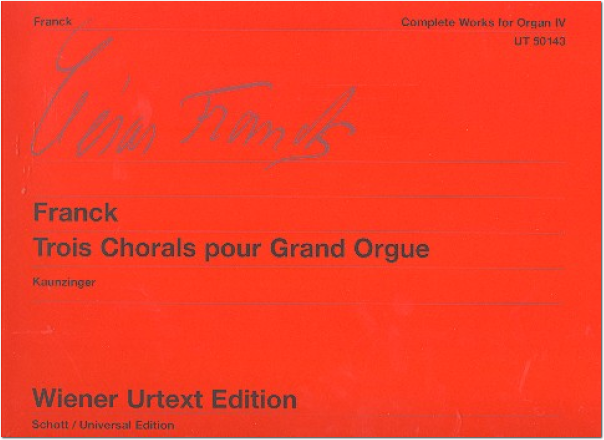 Franck
Complete Works for Organ IV
UT 50143
César Franck
Franck
Trois Chorals pour Grand Orgue
Kaunzinger
Wiener Urtext Edition
Schott / Universal Edition